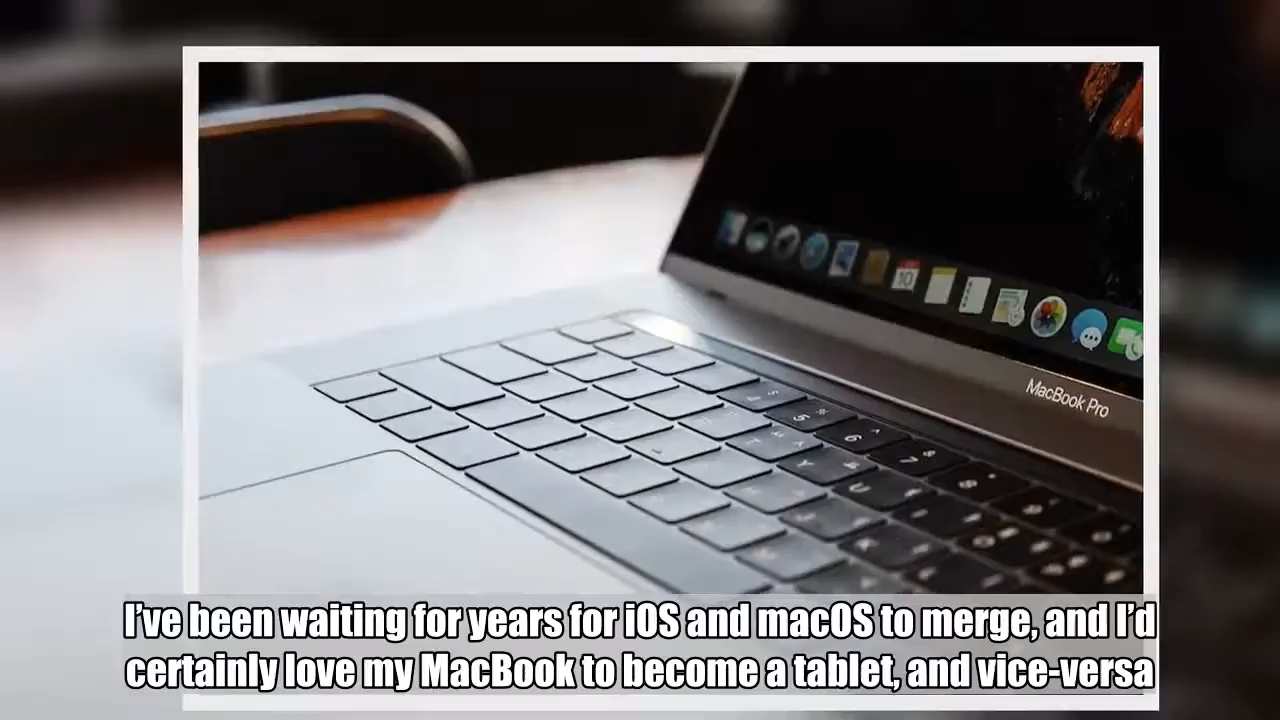 10
MacBook Pro
I've been waiting for years for iOS and macOS to merge, and I'd
certainly love my MacBook to become a tablet, and vice-versa